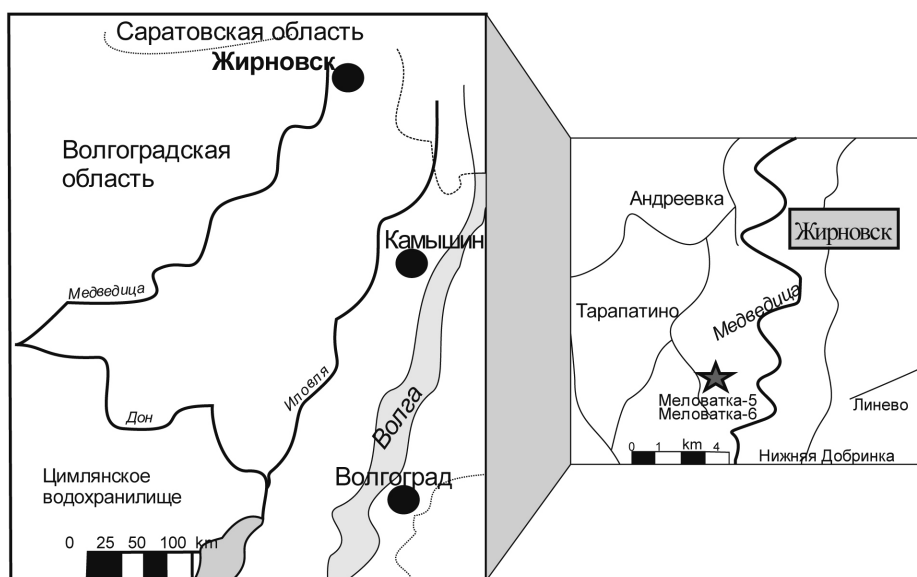 Саратовская область
Жирновск
Волгоградская
область
Камышин
Медведица
Иловля
Волга
Дон
Волгоград
Цимлянское
водохранилище
0 25 50 100 km
Андреевка
Жирновск
Тарапатино
Медведица
Меловатка-5
Меловатка-6
Линево
0 1 km 4
Нижняя Добринка